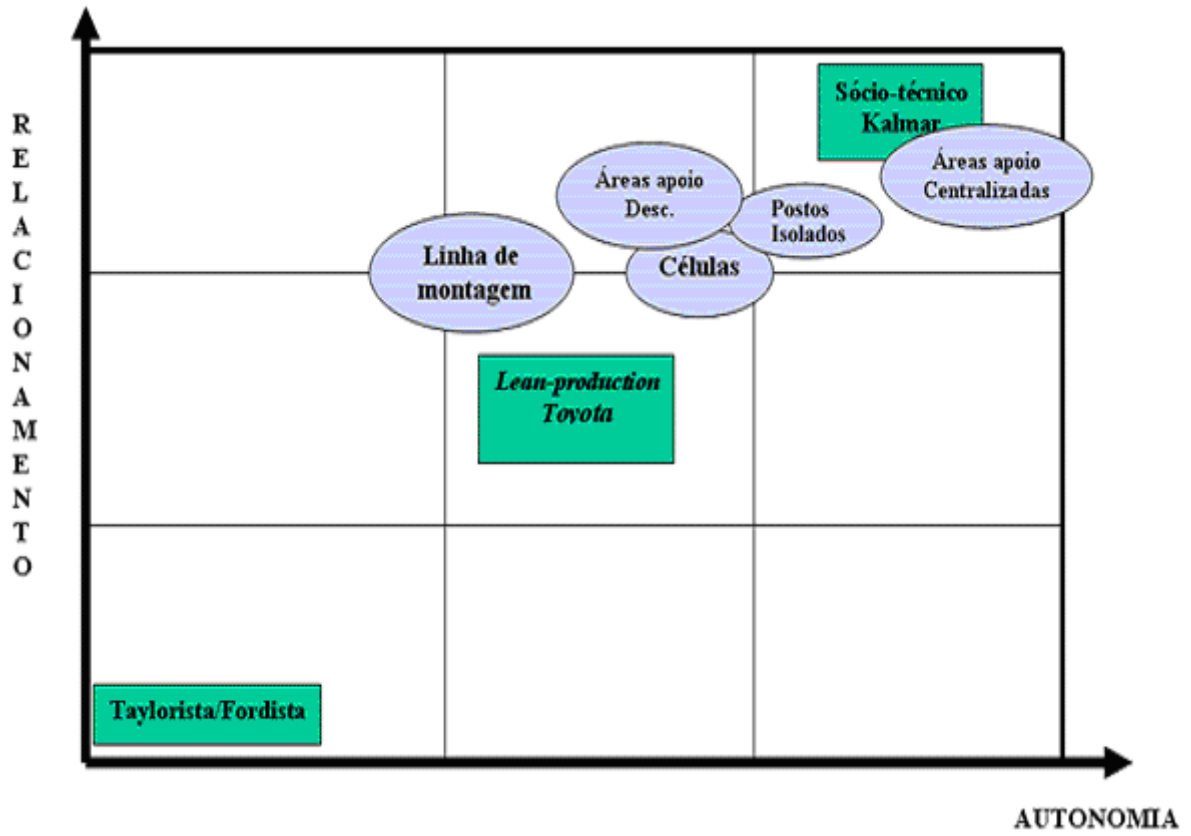 RELACIONAMENTO
Sócio-técnico
Kalmar
Áreas apoio
Centralizadas
Áreas apoio
Desc.
Postos
Isolados
Linha de
montagem
Células
Lean-production
Toyota
Taylorista/Fordista
AUTONOMIA